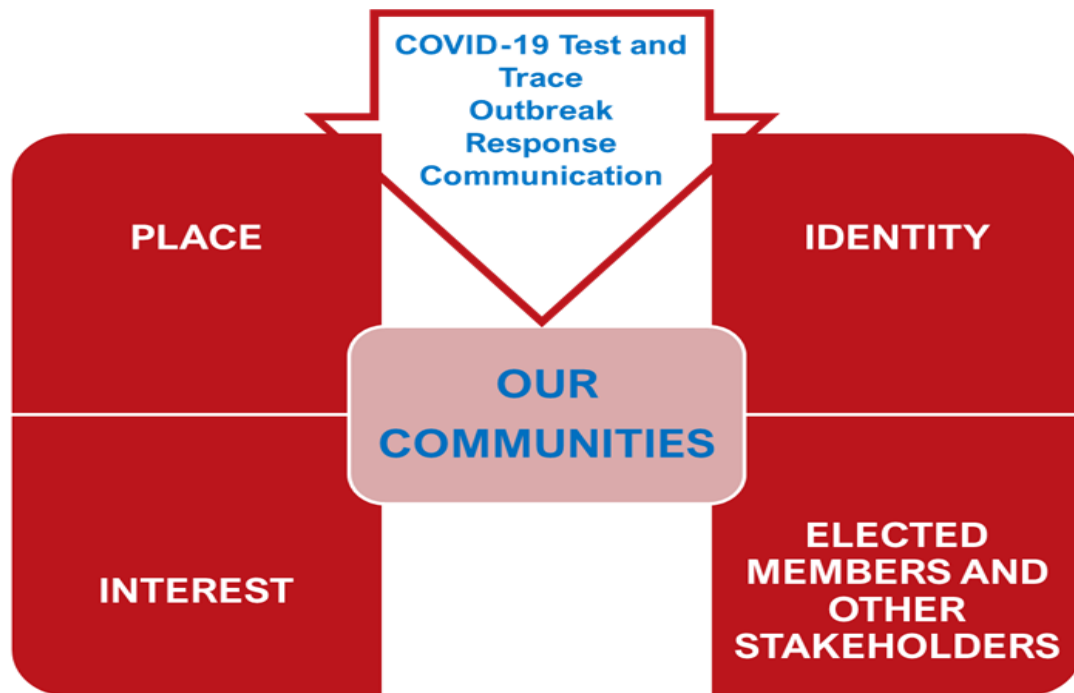 COVID-19 Test and
Trace
Outbreak
Response
Communication
PLACE
IDENTITY
OUR
COMMUNITIES
INTEREST
ELECTED
MEMBERS AND
OTHER
STAKEHOLDERS